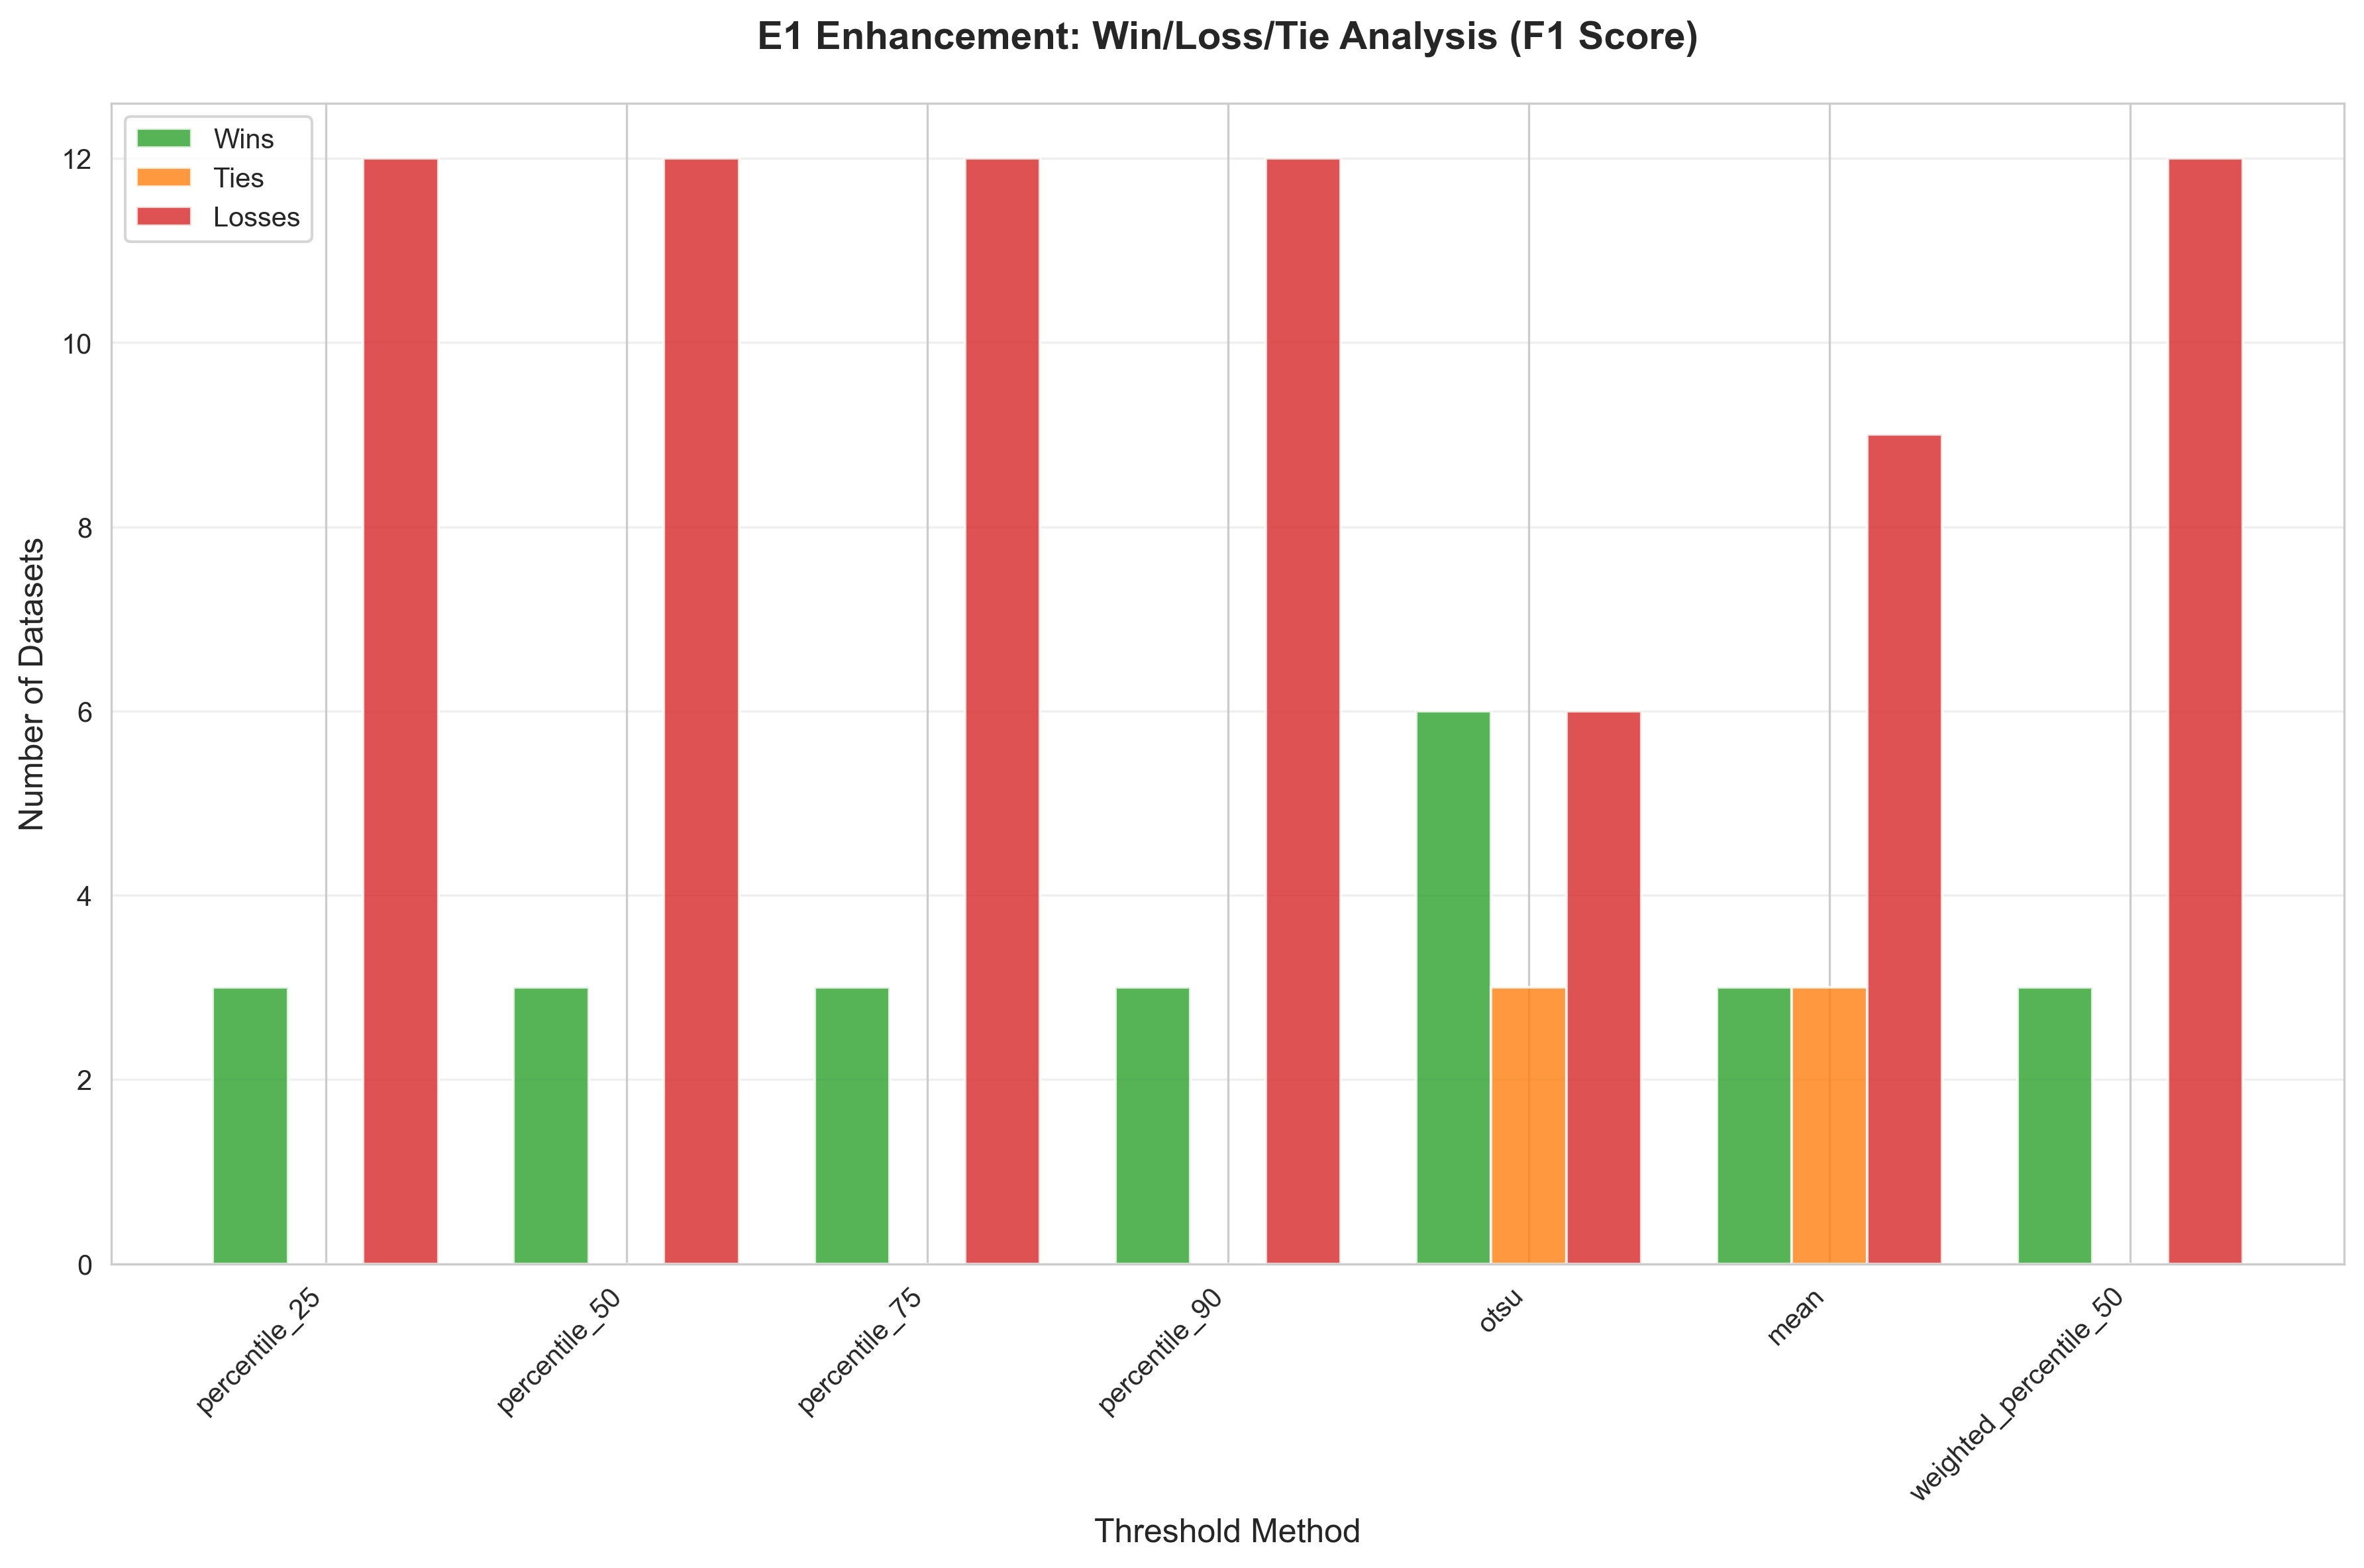 E1 Enhancement: Win/Loss/Tie Analysis (F1 Score)
Wins
Ties
Losses
Number of Datasets
12
10
8
6
4
2
0
percentile_25
percentile_50
percentile_75
percentile_90
otsu
mean
weighted_percentile_50
Threshold Method